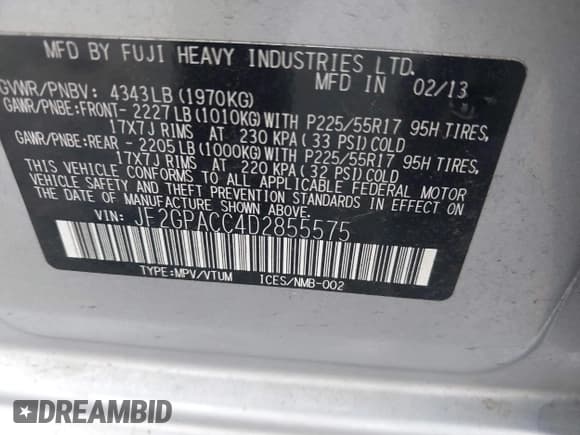 MFD BY FUJI HEAVY INDUSTRIES LTD.
MFD IN 02/13
GVWR/PNBV: 4343LB(1970KG)
GAWR/PNBE:FRONT- 2227LB(1010KG)WITH P225/55R17 95H TIRES,
17X7J RIMS AT 230 KPA(33 PSI)COLD
GAWR/PNBE:REAR - 2205LB(1000KG)WITH P225/55R17 95H TIRES,
17X7J RIMS AT 220 KPA(32 PSI)COLD
THIS VEHICLE CONFORMS TO ALL APPLICABLE FEDERAL MOTOR
VEHICLE SAFETY AND THEFT PREVENTION STANDARDS IN EFFECT ON
THE DATE OF MANUFACTURE SHOWN ABOVE.
VIN: JF2GPACC4D2855575
TYPE:MPV/VTUM ICES/NMB-002
DREAMBID